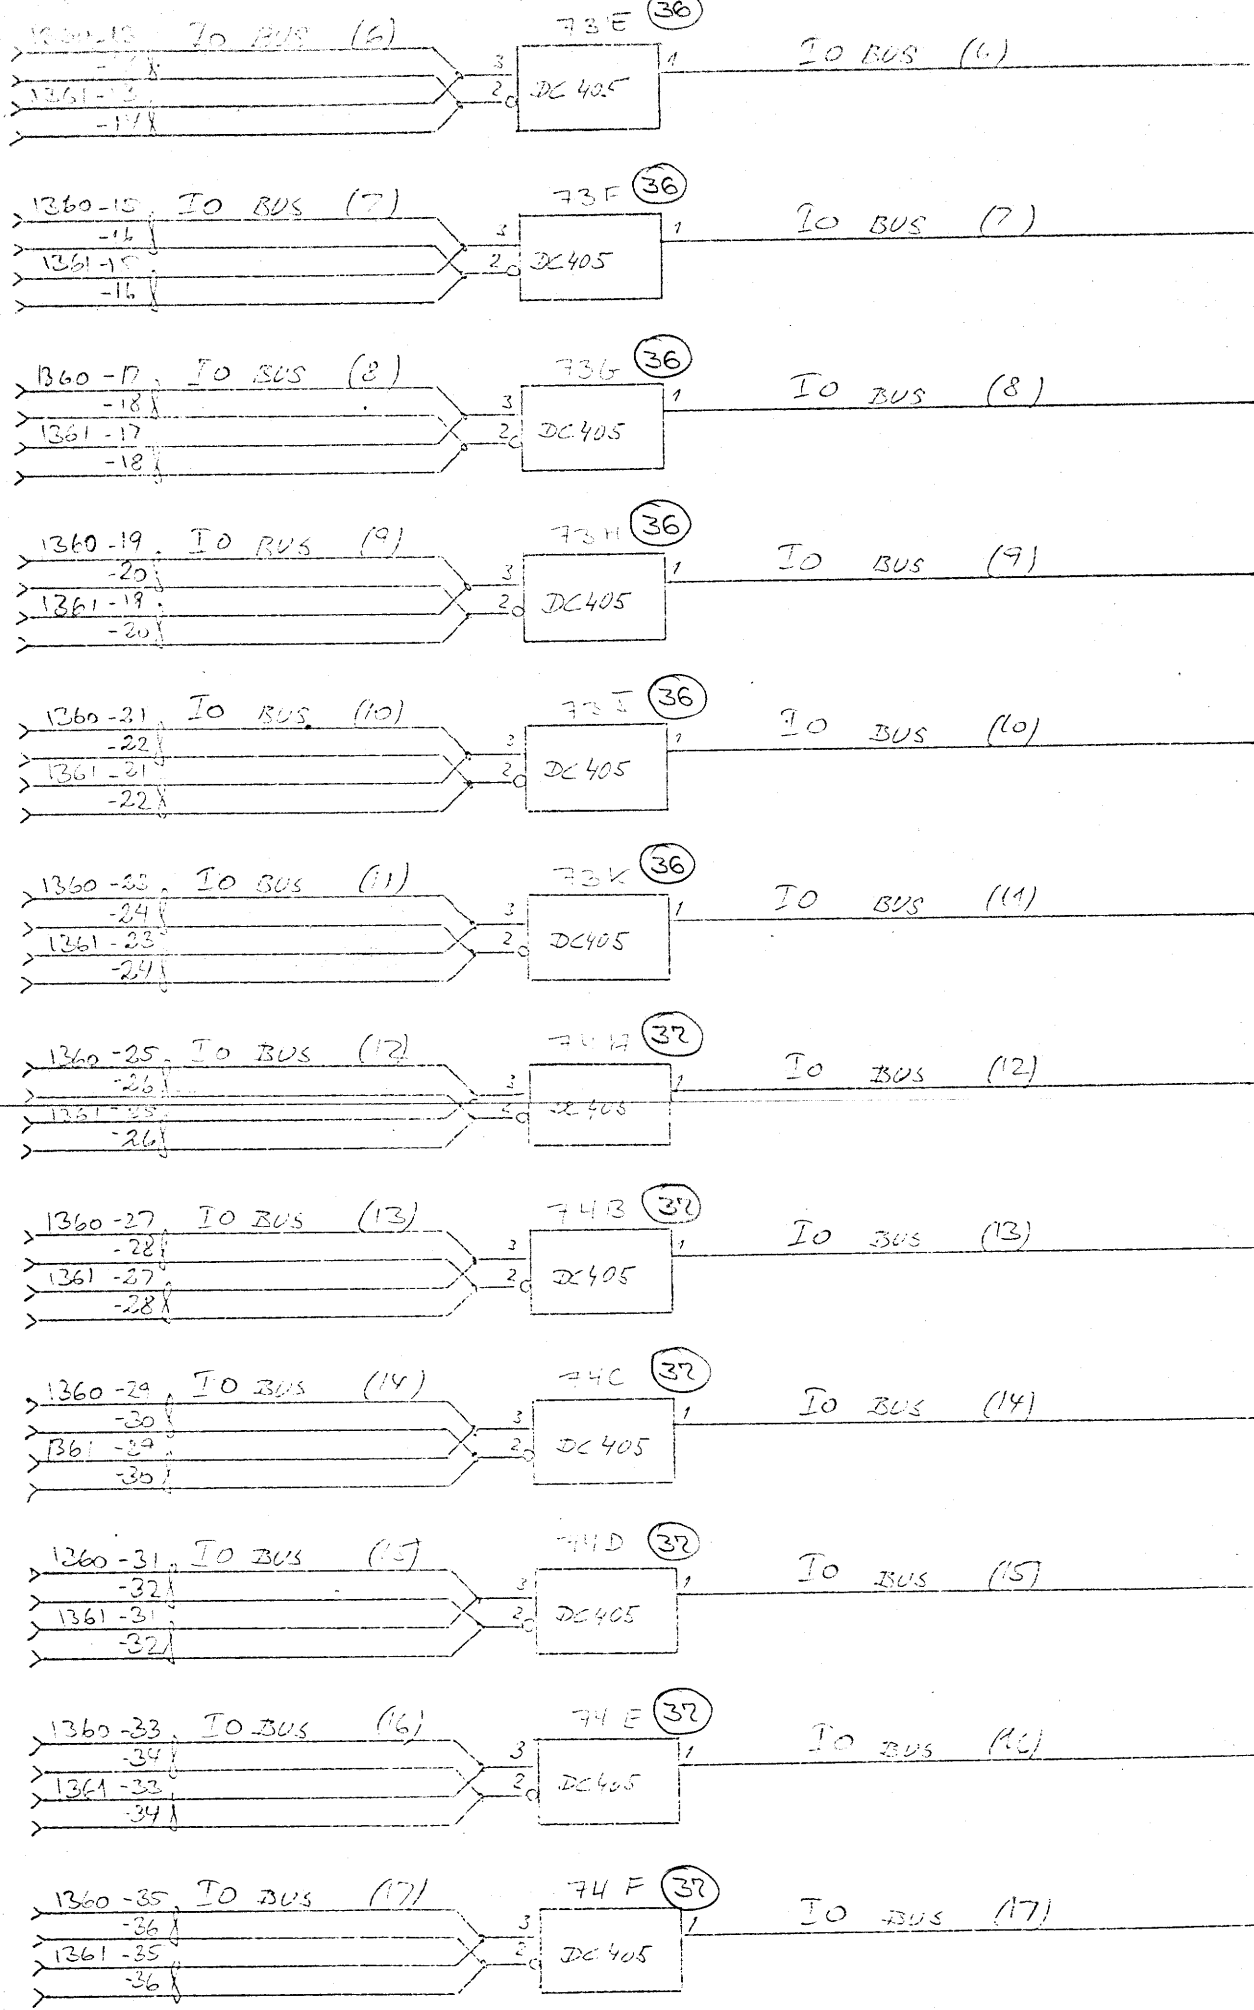 73E (36)
IO BUS (6)
IO BUS (6)
3
1
1361-13
2
DC 405
73F (36)
1360-15 IO BUS (7)
IO BUS (7)
-16
3
1
1361-15
2
DC405
-16
73G (36)
1360-17 IO BUS (8)
IO BUS (8)
-18
3
1
1361-17
2
DC405
-18
73H (36)
1360-19 IO BUS (9)
IO BUS (9)
-20
3
1
1361-19
2
DC405
-20
73I (36)
1360-21 IO BUS (10)
IO BUS (10)
-22
3
1
1361-21
2
DC405
-22
73K (36)
1360-23 IO BUS (11)
IO BUS (11)
-24
3
1
1361-23
2
DC405
-24
74A (37)
1360-25 IO BUS (12)
IO BUS (12)
-26
3
1
1361-25
2
DC405
-26
74B (37)
1360-27 IO BUS (13)
IO BUS (13)
-28
3
1
1361-27
2
DC405
-28
74C (37)
1360-29 IO BUS (14)
IO BUS (14)
-30
3
1
1361-29
2
DC405
-30
74D (37)
1360-31 IO BUS (15)
IO BUS (15)
-32
3
1
1361-31
2
DC405
-32
74E (37)
1360-33 IO BUS (16)
IO BUS (16)
-34
3
1
1361-33
2
DC405
-34
74F (37)
1360-35 IO BUS (17)
IO BUS (17)
-36
3
1
1361-35
2
DC405
-36